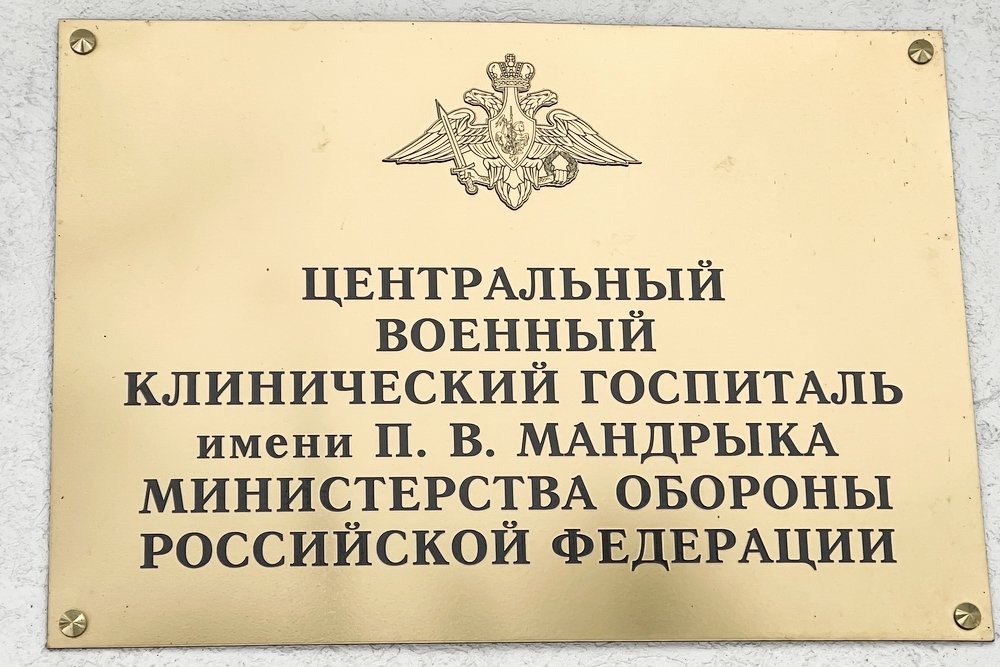 ЦЕНТРАЛЬНЫЙ
ВОЕННЫЙ
КЛИНИЧЕСКИЙ ГОСПИТАЛЬ
имени П. В. МАНДРЫКА
МИНИСТЕРСТВА ОБОРОНЫ
РОССИЙСКОЙ ФЕДЕРАЦИИ